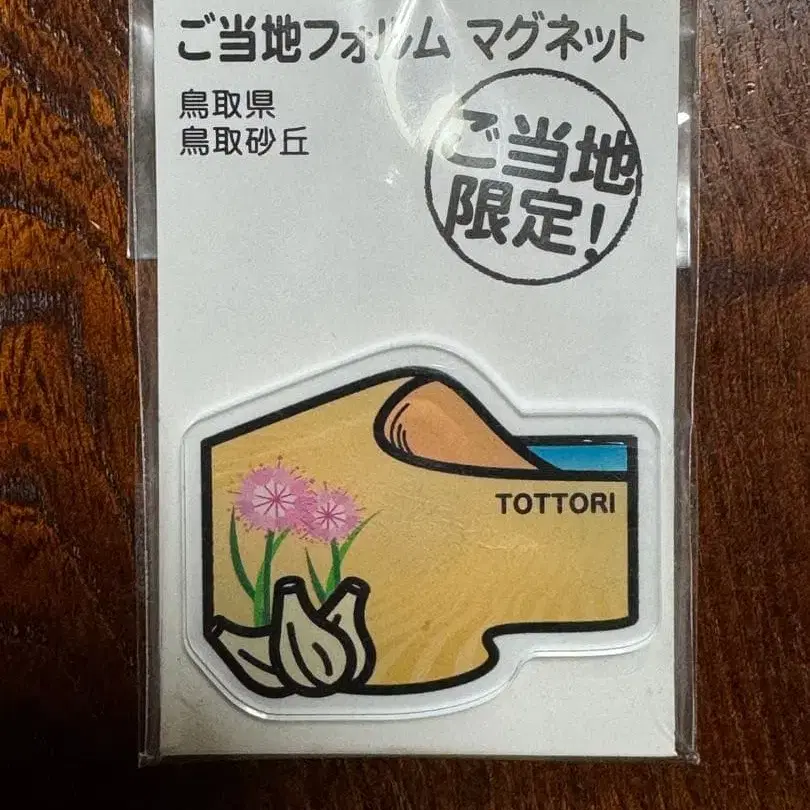 ご当地フォルム マグネット
鳥取県
鳥取砂丘
ご当地
限定!
TOTTORI